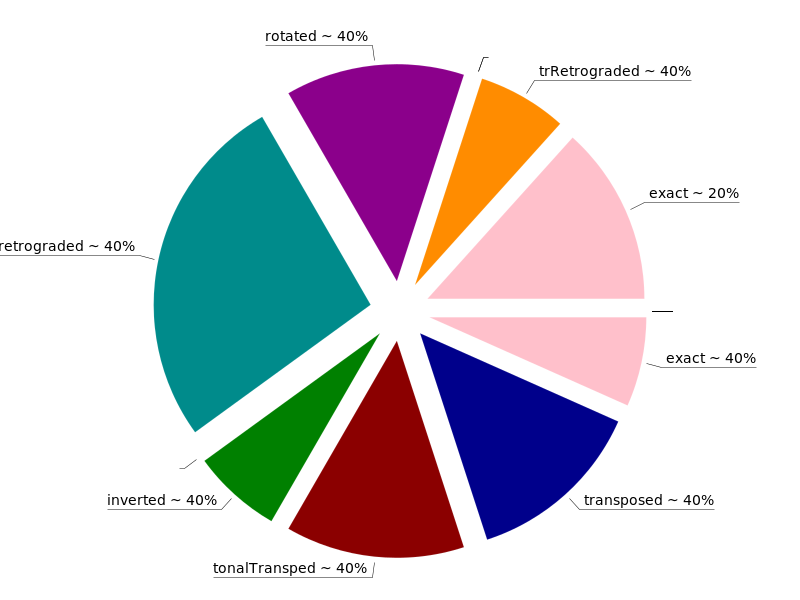 rotated ~ 40%
trRetrograded ~ 40%
exact ~ 20%
retrograded ~ 40%
exact ~ 40%
inverted ~ 40%
transposed ~ 40%
tonalTransped ~ 40%